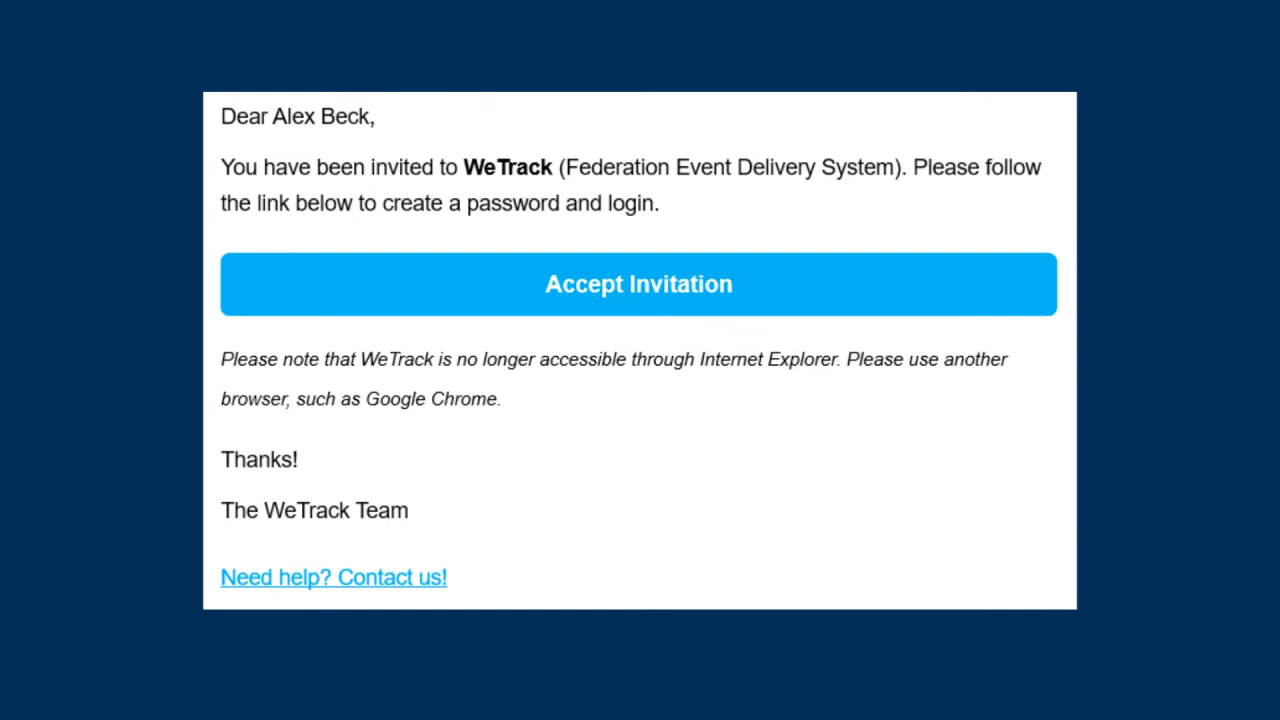 Dear Alex Beck,
You have been invited to WeTrack (Federation Event Delivery System). Please follow
the link below to create a password and login.
Accept Invitation
Please note that WeTrack is no longer accessible through Internet Explorer. Please use another
browser, such as Google Chrome.
Thanks!
The WeTrack Team
Need help? Contact us!